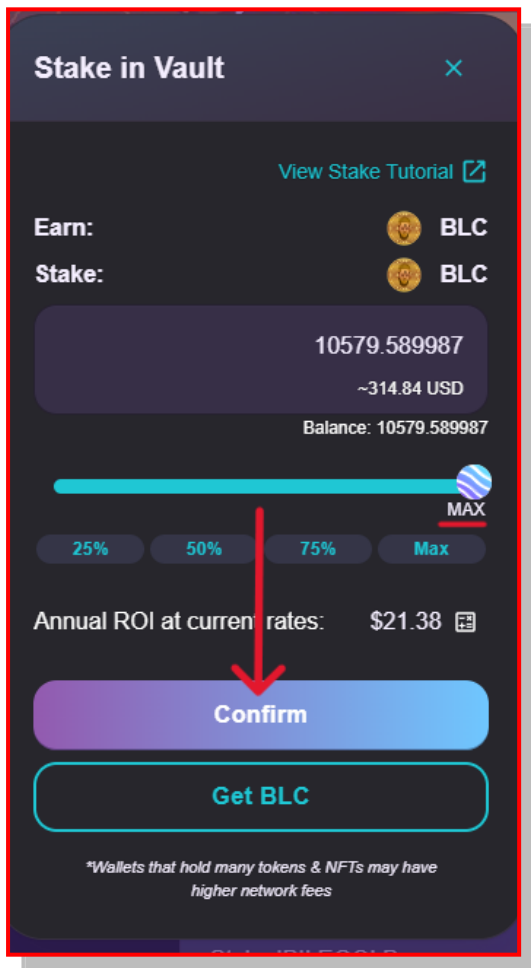 Stake in Vault ×
View Stake Tutorial
Earn: BLC
Stake: BLC
10579.589987
~314.84 USD
Balance: 10579.589987
MAX
25% 50% 75% Max
Annual ROI at current rates: $21.38
Confirm
Get BLC
*Wallets that hold many tokens & NFTs may have
higher network fees